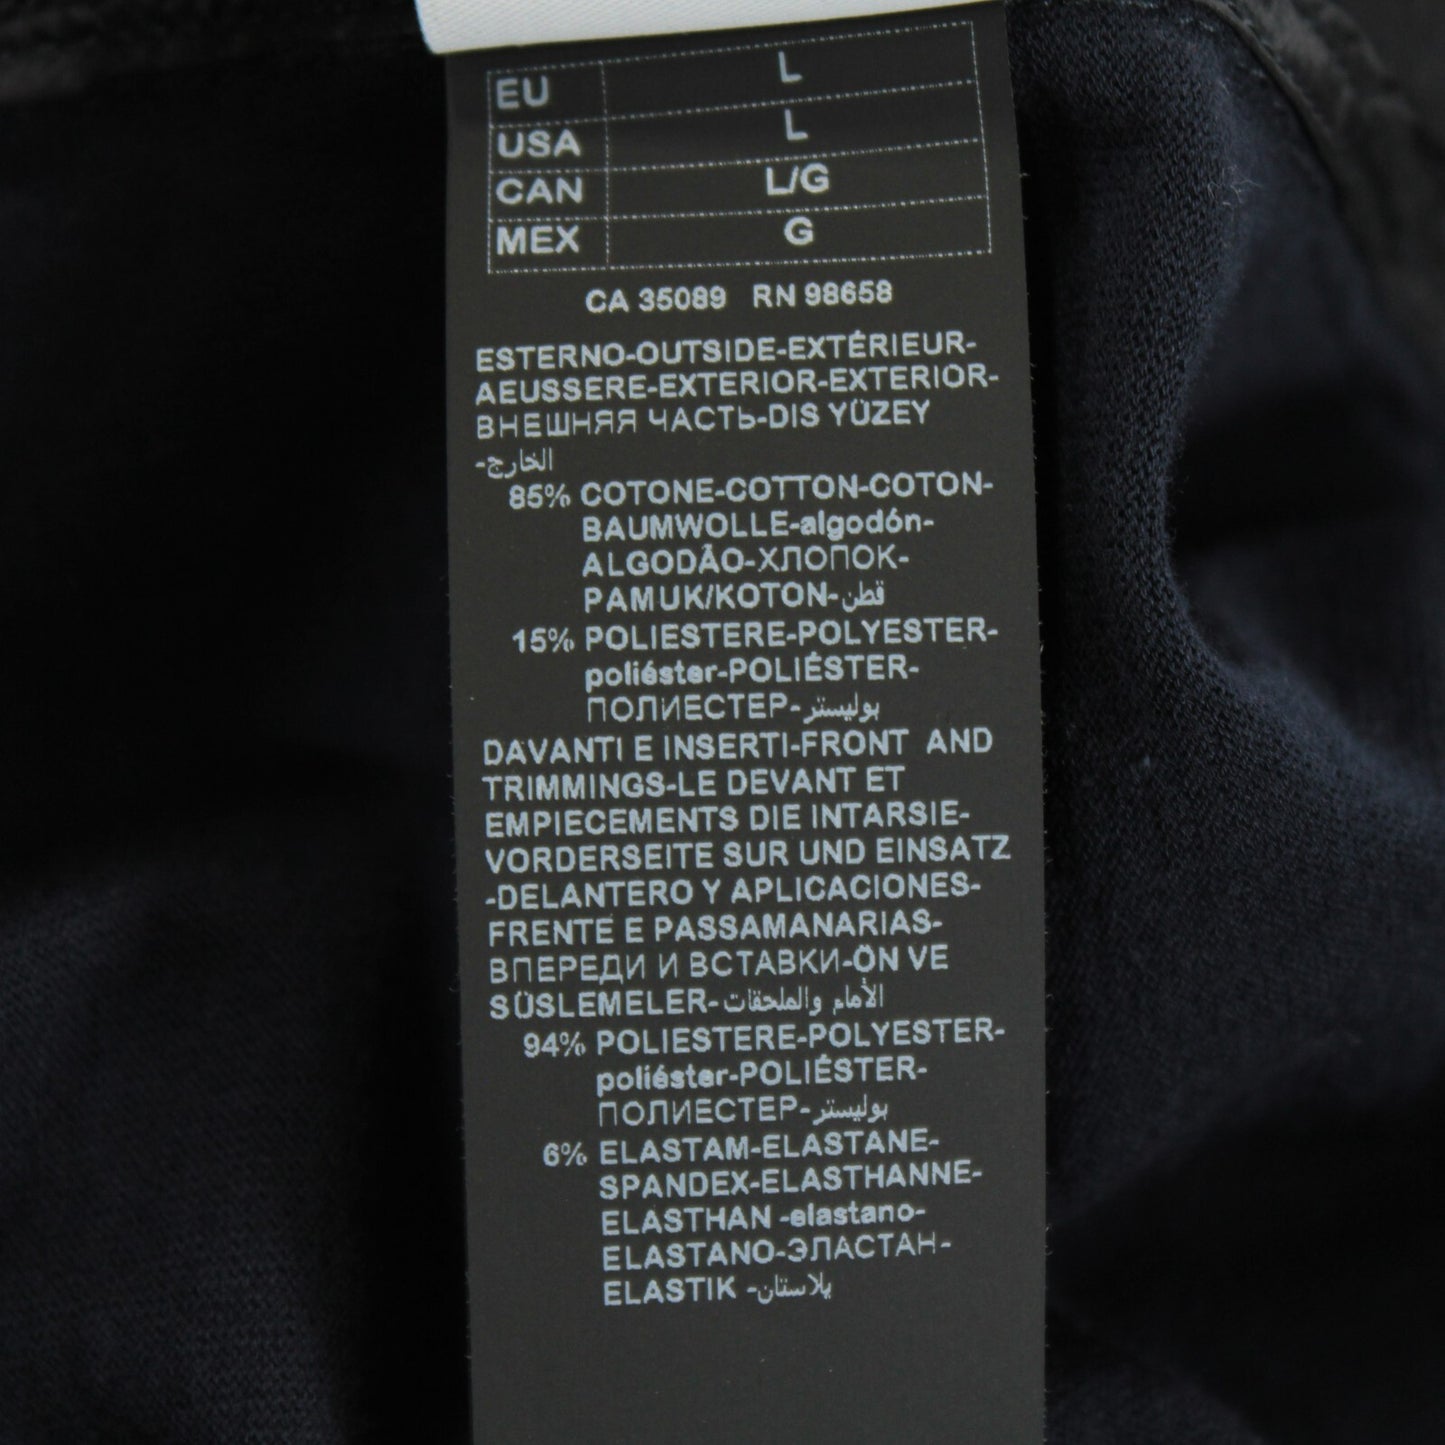 EU L
USA L
CAN L/G
MEX G
CA 35089 RN 98658
ESTERNO-OUTSIDE-EXTÉRIEUR-
AEUSSERE-EXTERIOR-EXTERIOR-
ВНЕШНЯЯ ЧАСТЬ-DIS YÜZEY
-الخارج
85% COTONE-COTTON-COTON-
BAUMWOLLE-algodón-
ALGODÃO-ХЛОПОК-
PAMUK/KOTON-قطن
15% POLIESTERE-POLYESTER-
poliéster-POLIÉSTER-
ПОЛИЕСТЕР-بوليستر
DAVANTI E INSERTI-FRONT AND
TRIMMINGS-LE DEVANT ET
EMPIECEMENTS DIE INTARSIE-
VORDERSEITE SUR UND EINSATZ
-DELANTERO Y APLICACIONES-
FRENTE E PASSAMANARIAS-
ВПЕРЕДИ И ВСТАВКИ-ÖN VE
SÜSLEMELER-الأمام والملحقات
94% POLIESTERE-POLYESTER-
poliéster-POLIÉSTER-
ПОЛИЕСТЕР-بوليستر
6% ELASTAM-ELASTANE-
SPANDEX-ELASTHANNE-
ELASTHAN -elastano-
ELASTANO-ЭЛАСТАН-
ELASTIK -يلاستان